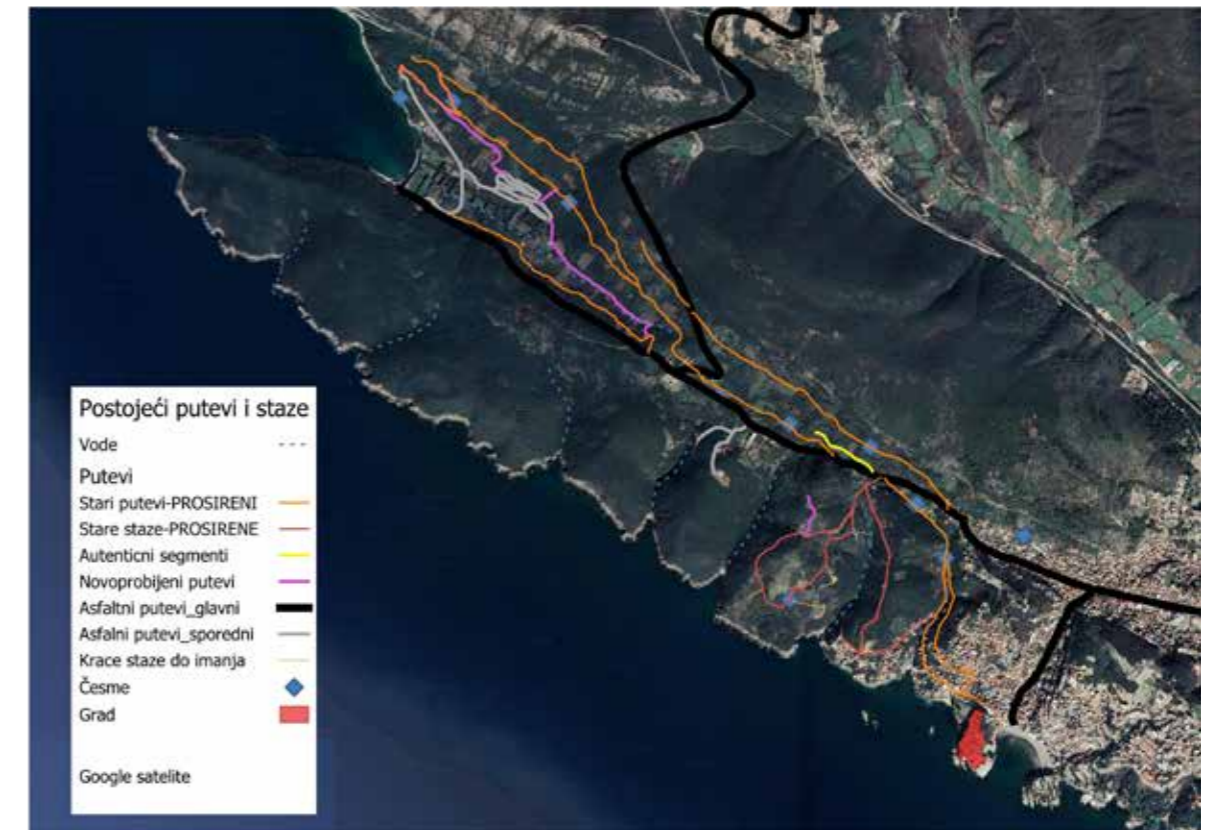 Postojeći putevi i staze
Vode
Putevi
Stari putevi-PROSIRENI
Stare staze-PROSIRENE
Autenticni segmenti
Novoprobijeni putevi
Asfaltni putevi_glavni
Asfalni putevi_sporedni
Krace staze do imanja
Česme
Grad
Google satelite